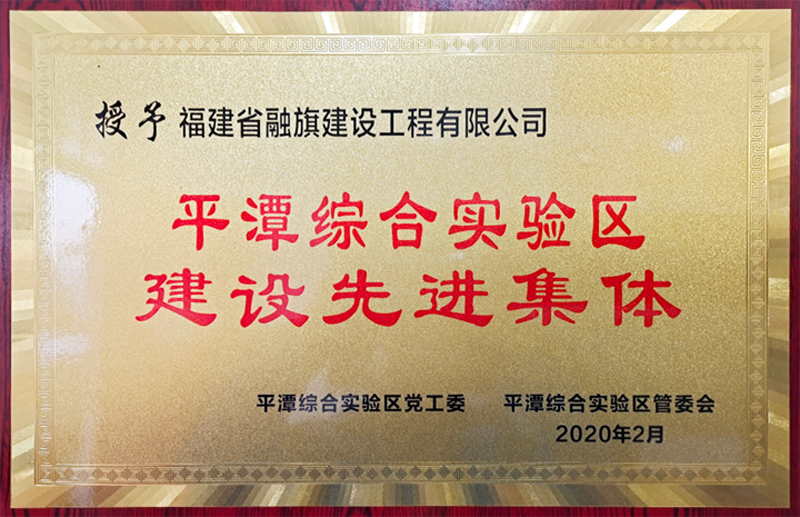 授予 福建省融旗建设工程有限公司
平潭综合实验区
建设先进集体
平潭综合实验区党工委 平潭综合实验区管委会
2020年2月